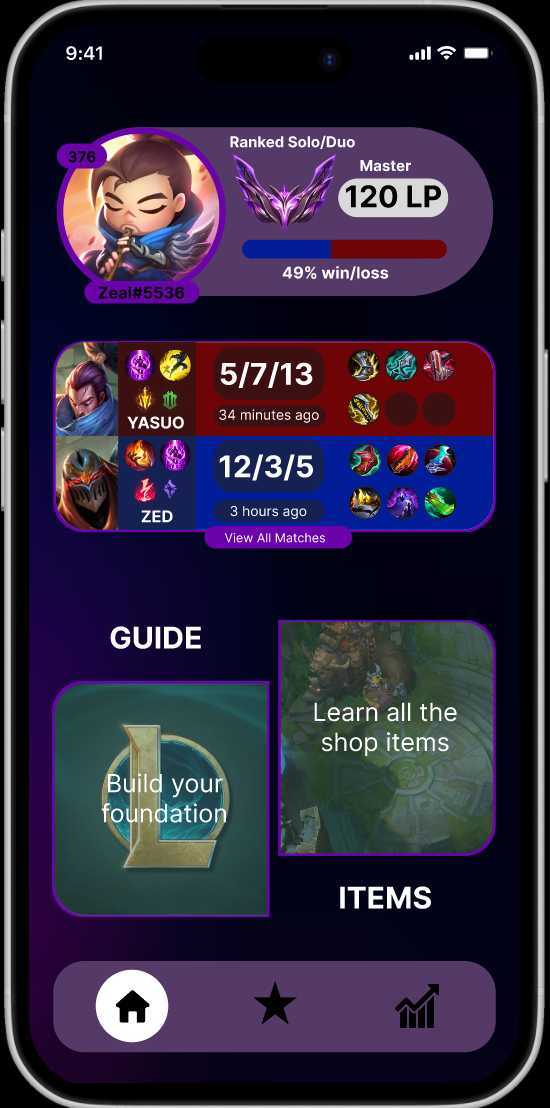 9:41
376
Ranked Solo/Duo
Master
120 LP
49% win/loss
Zeal#5536
5/7/13
34 minutes ago
YASUO
12/3/5
3 hours ago
ZED
View All Matches
GUIDE
Build your
foundation
Learn all the
shop items
ITEMS